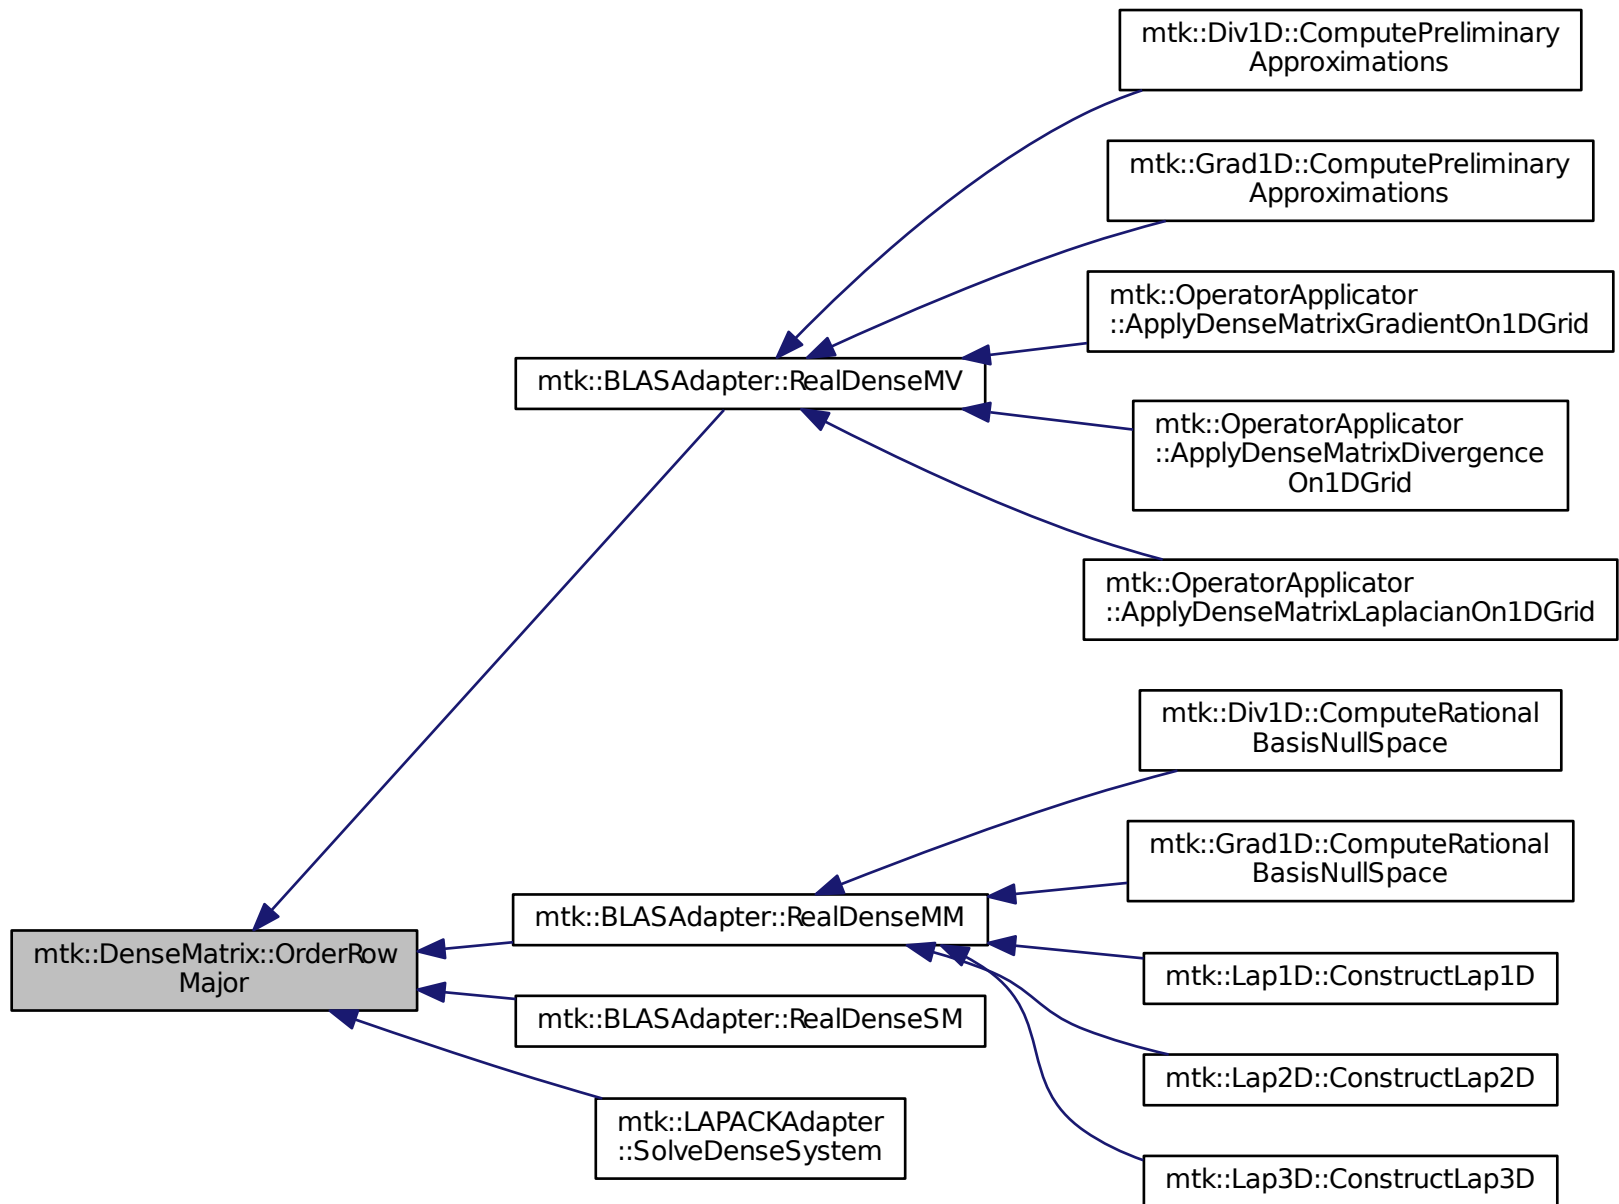 mtk::Div1D::ComputePreliminary
Approximations
mtk::Grad1D::ComputePreliminary
Approximations
mtk::OperatorApplicator
::ApplyDenseMatrixGradientOn1DGrid
mtk::BLASAdapter::RealDenseMV
mtk::OperatorApplicator
::ApplyDenseMatrixDivergence
On1DGrid
mtk::OperatorApplicator
::ApplyDenseMatrixLaplacianOn1DGrid
mtk::Div1D::ComputeRational
BasisNullSpace
mtk::Grad1D::ComputeRational
BasisNullSpace
mtk::BLASAdapter::RealDenseMM
mtk::DenseMatrix::OrderRow
Major
mtk::Lap1D::ConstructLap1D
mtk::BLASAdapter::RealDenseSM
mtk::Lap2D::ConstructLap2D
mtk::LAPACKAdapter
::SolveDenseSystem
mtk::Lap3D::ConstructLap3D